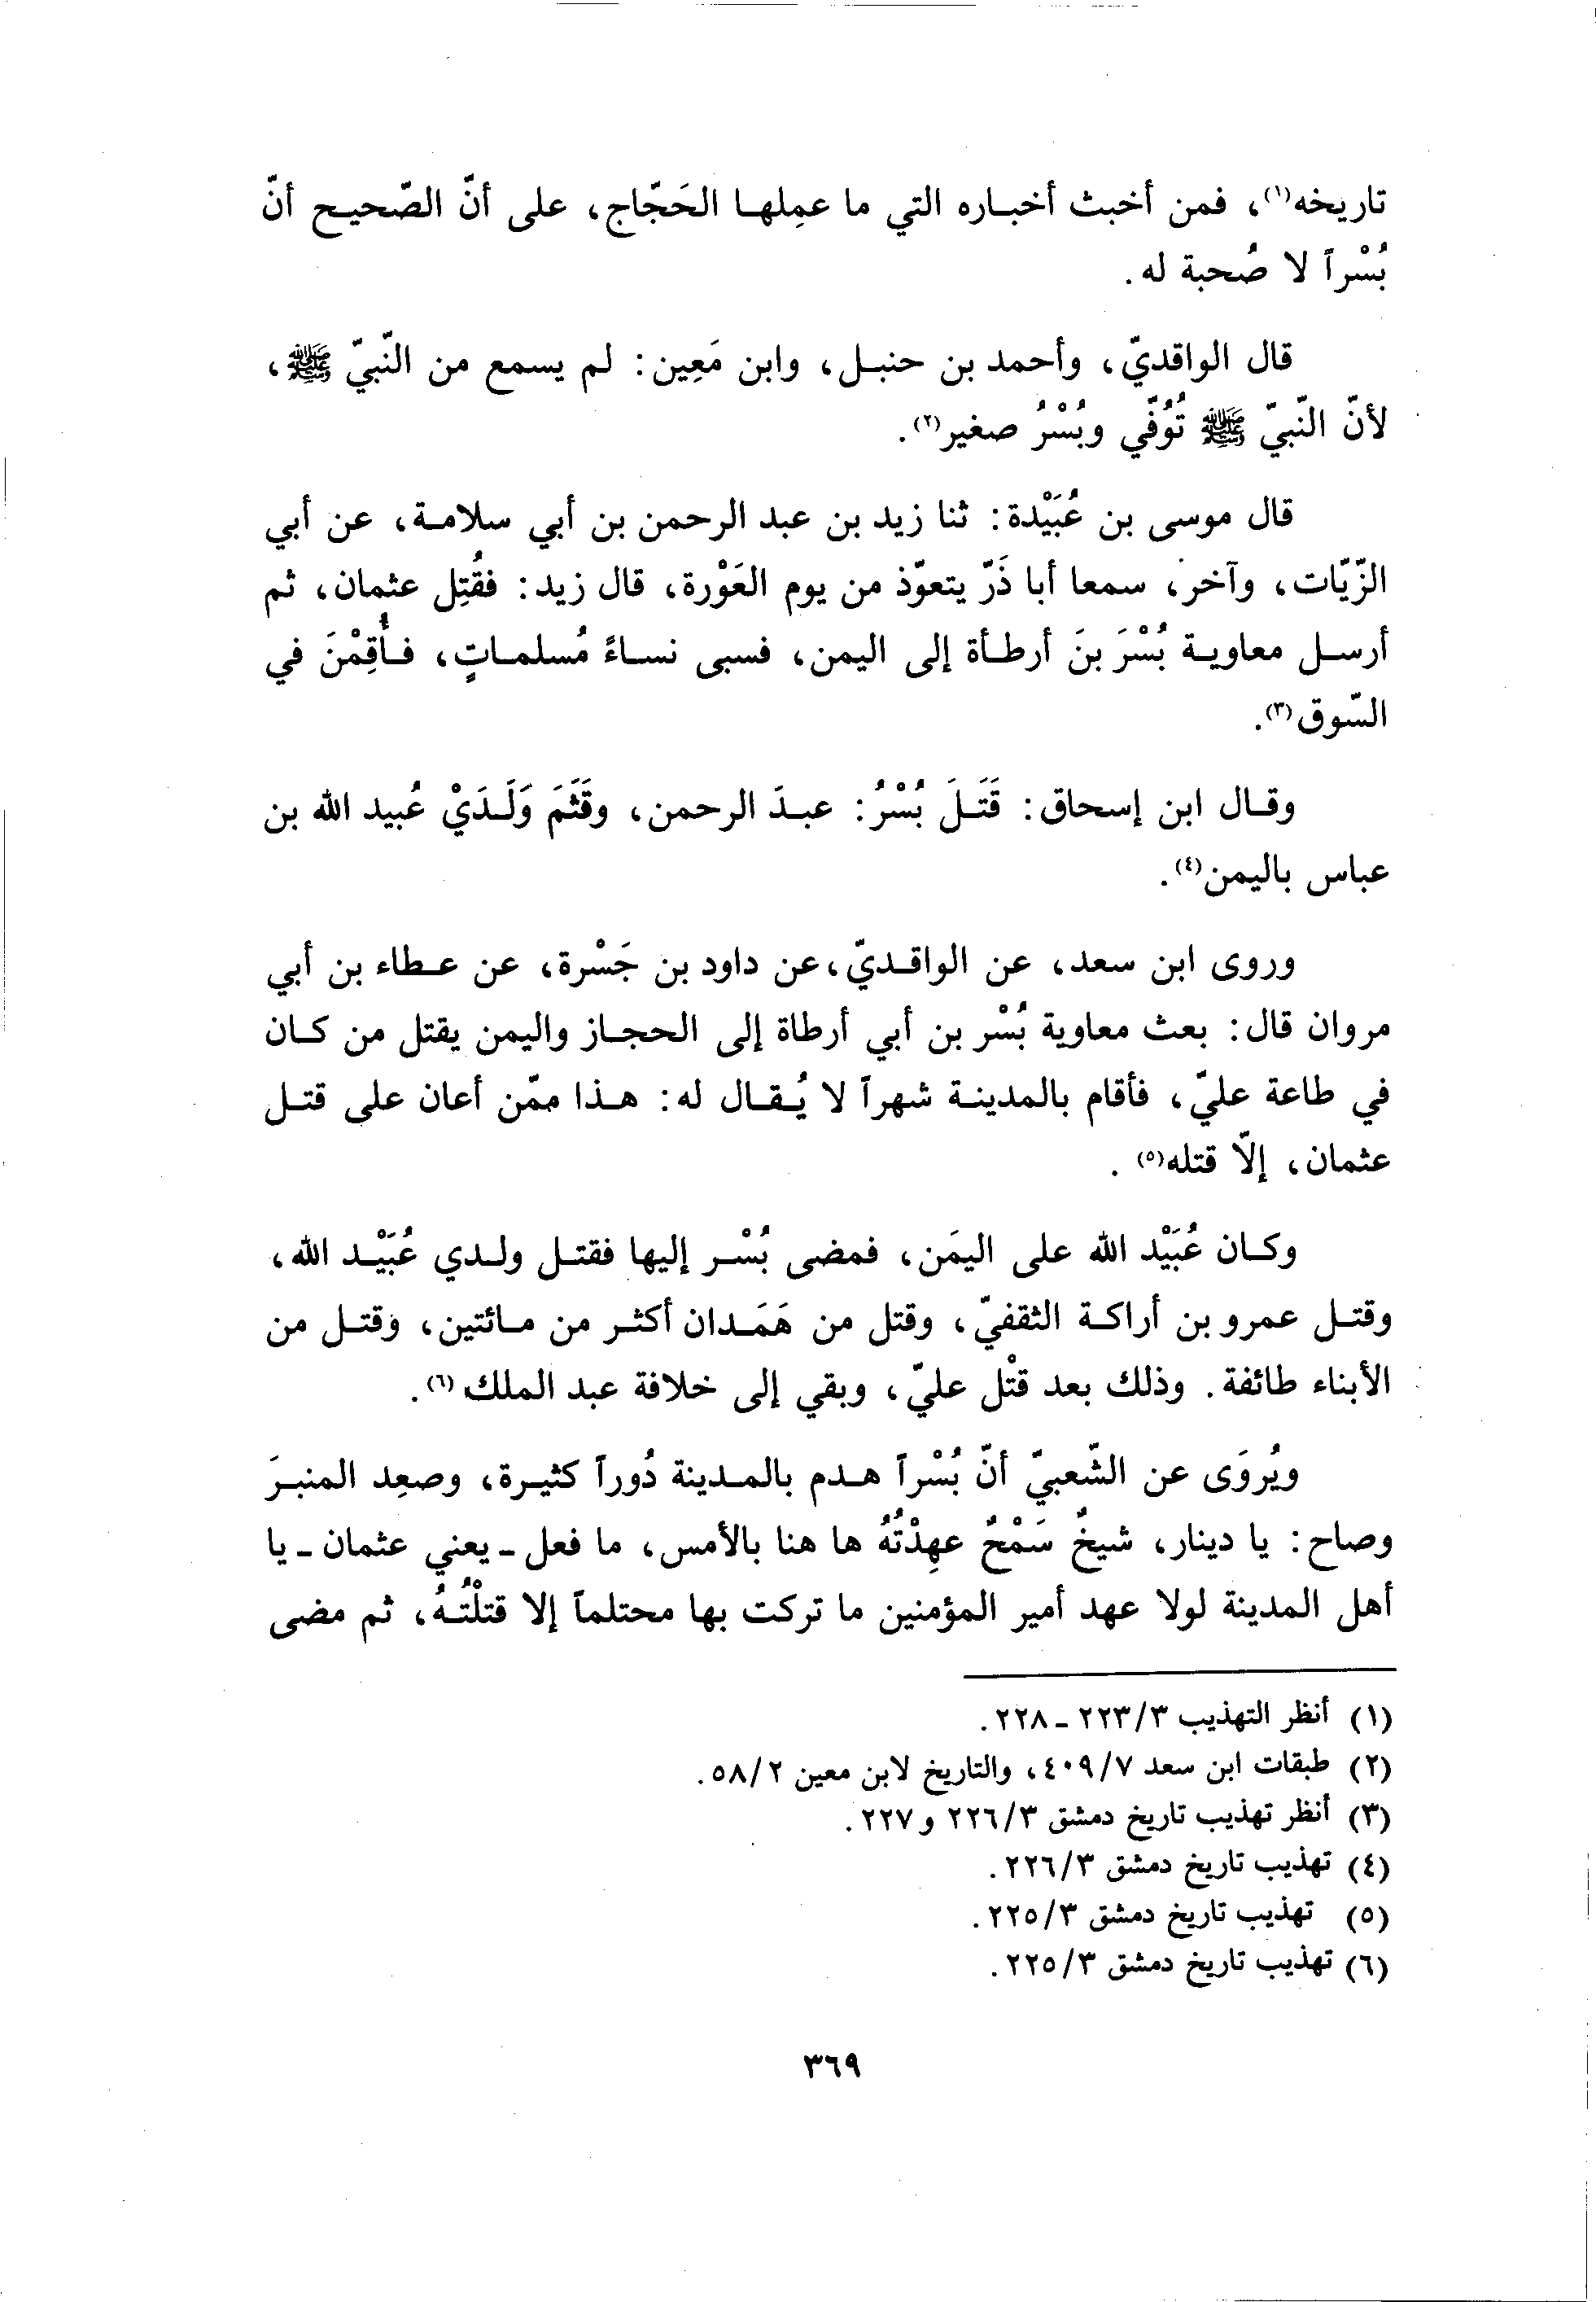 تاريخه(١)، فمن أخبث أخباره التي ما عمِلها الحَجّاج، على أنّ الصّحيح أنّ
بُسْراً لا صُحبة له.
قال الواقديّ، وأحمد بن حنبل، وابن مَعِين: لم يسمع من النّبيّ ﷺ،
لأنّ النّبيّ ﷺ تُوُفّي وبُسْرُ صغير(٢).
قال موسى بن عُبَيْدة: ثنا زيد بن عبد الرحمن بن أبي سلامة، عن أبي
الزّيّات، وآخر، سمعا أبا ذَرّ يتعوّذ من يوم العَوْرة، قال زيد: فقُتِل عثمان، ثم
أرسل معاوية بُسْرَ بنَ أرطأة إلى اليمن، فسبى نساءً مُسلماتٍ، فأُقِمْنَ في
السّوق(٣).
وقال ابن إسحاق: قَتَلَ بُسْرُ: عبدَ الرحمن، وقَثَمَ وَلَدَيْ عُبيد الله بن
عباس باليمن(٤).
وروى ابن سعد، عن الواقديّ، عن داود بن جَسْرة، عن عطاء بن أبي
مروان قال: بعث معاوية بُسْر بن أبي أرطاة إلى الحجاز واليمن يقتل من كان
في طاعة عليّ، فأقام بالمدينة شهراً لا يُقال له: هذا ممّن أعان على قتل
عثمان، إلّا قتله(٥).
وكان عُبَيْد الله على اليمَن، فمضى بُسْر إليها فقتل ولدي عُبَيْد الله،
وقتل عمرو بن أراكة الثقفيّ، وقتل من هَمَدان أكثر من مائتين، وقتل من
الأبناء طائفة. وذلك بعد قتْل عليّ، وبقي إلى خلافة عبد الملك(٦).
ويُروَى عن الشّعبيّ أنّ بُسْراً هدم بالمدينة دُوراً كثيرة، وصعِد المنبرَ
وصاح: يا دينار، شيخٌ سَمْحٌ عهِدْتُهُ ها هنا بالأمس، ما فعل ـ يعني عثمان ـ يا
أهل المدينة لولا عهد أمير المؤمنين ما تركت بها محتلماً إلا قتلْتُهُ، ثم مضى
(١) أنظر التهذيب ٢٢٣/٣ ـ ٢٢٨.
(٢) طبقات ابن سعد ٤٠٩/٧، والتاريخ لابن معين ٥٨/٢.
(٣) أنظر تهذيب تاريخ دمشق ٢٢٦/٣ و٢٢٧.
(٤) تهذيب تاريخ دمشق ٢٢٦/٣.
(٥) تهذيب تاريخ دمشق ٢٢٥/٣.
(٦) تهذيب تاريخ دمشق ٢٢٥/٣.
٣٦٩